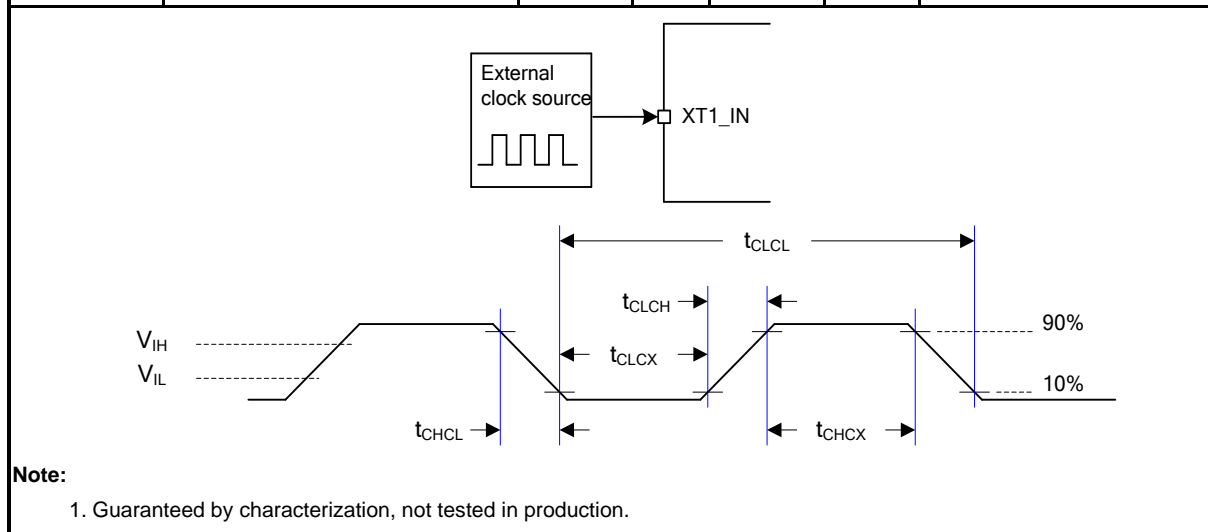 External
clock source
XT1_IN
tCLCL
tCLCH
90%
VIH
tCLCX
VIL
10%
tCHCL
tCHCX
Note:
1. Guaranteed by characterization, not tested in production.